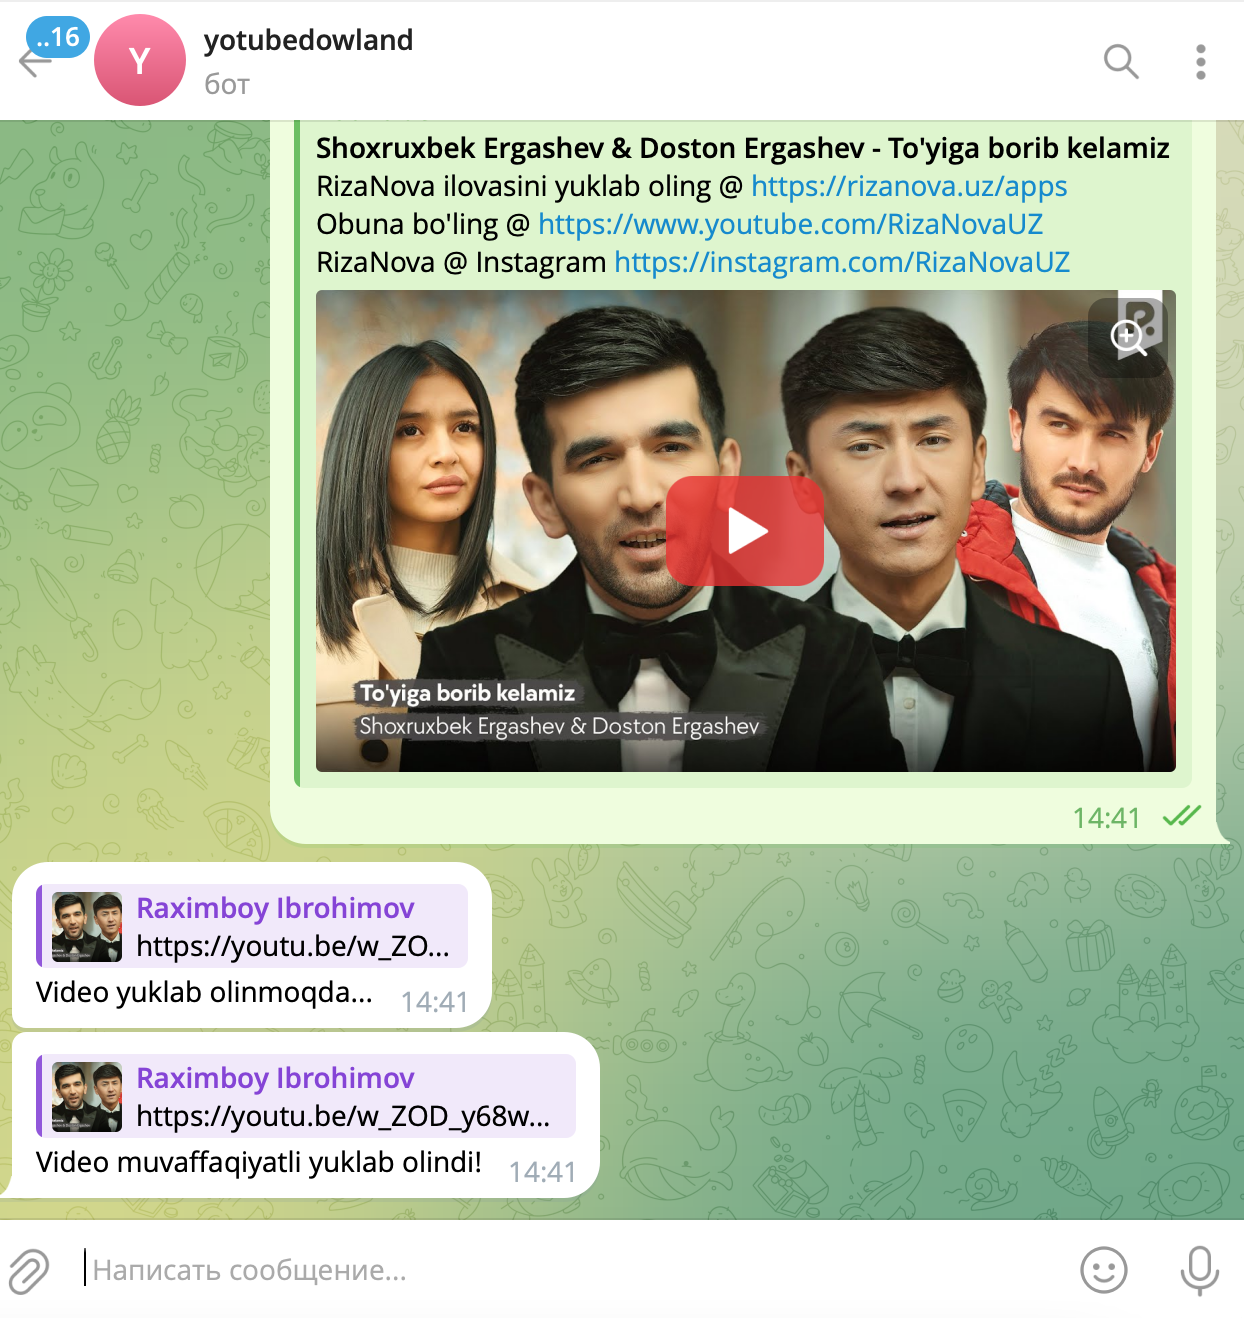 ..16
Y
yotubedowland
бот
Shoxruxbek Ergashev & Doston Ergashev - To'yiga borib kelamiz
RizaNova ilovasini yuklab oling @ https://rizanova.uz/apps
Obuna bo'ling @ https://www.youtube.com/RizaNovaUZ
RizaNova @ Instagram https://instagram.com/RizaNovaUZ
To'yiga borib kelamiz
Shoxruxbek Ergashev & Doston Ergashev
14:41
Raximboy Ibrohimov
https://youtu.be/w_ZO...
Video yuklab olinmoqda... 14:41
Raximboy Ibrohimov
https://youtu.be/w_ZOD_y68w...
Video muvaffaqiyatli yuklab olindi! 14:41
Написать сообщение...